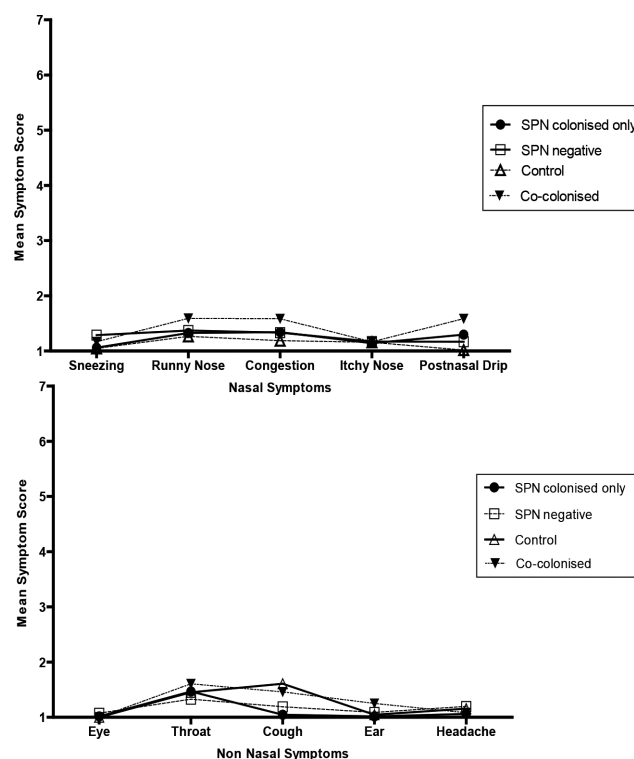 7
6
5
4
3
2
1
Mean Symptom Score
Sneezing Runny Nose Congestion Itchy Nose Postnasal Drip
Nasal Symptoms
SPN colonised only
SPN negative
Control
Co-colonised
7
6
5
4
3
2
1
Mean Symptom Score
Eye Throat Cough Ear Headache
Non Nasal Symptoms
SPN colonised only
SPN negative
Control
Co-colonised